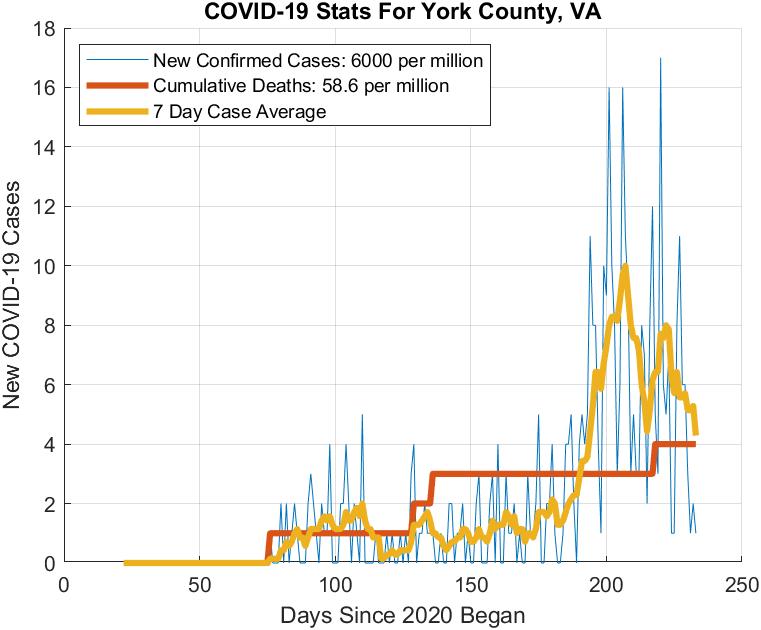 COVID-19 Stats For York County, VA
18
16
14
12
10
8
6
4
2
0
New COVID-19 Cases
New Confirmed Cases: 6000 per million
Cumulative Deaths: 58.6 per million
7 Day Case Average
0 50 100 150 200 250
Days Since 2020 Began